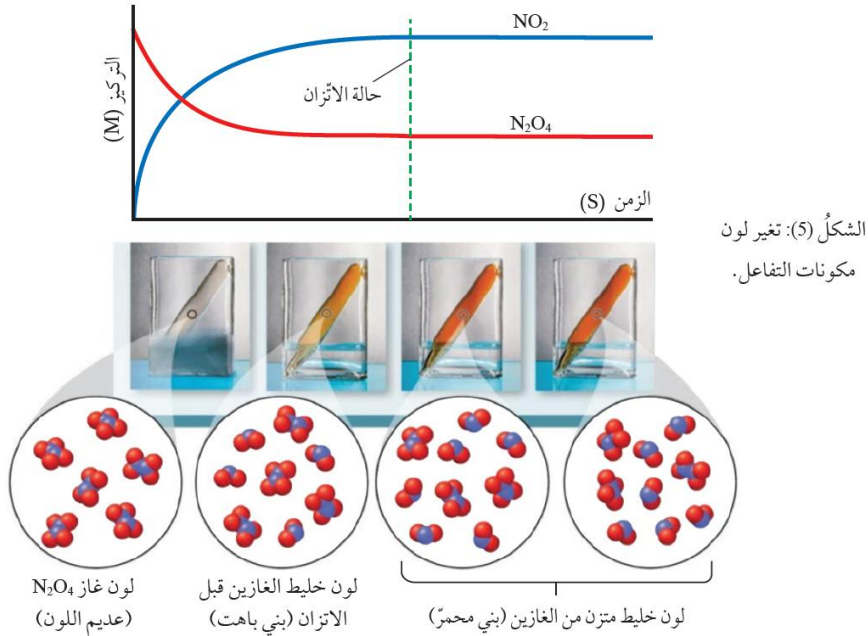 NO₂
التركيز (M)
حالة الاتّزان
N₂O₄
الزمن (S)
الشكلُ (5): تغير لون
مكونات التفاعل.
لون خليط متزن من الغازين (بني محمرّ)
لون خليط الغازين قبل
الاتزان (بني باهت)
لون غاز N₂O₄
(عديم اللون)